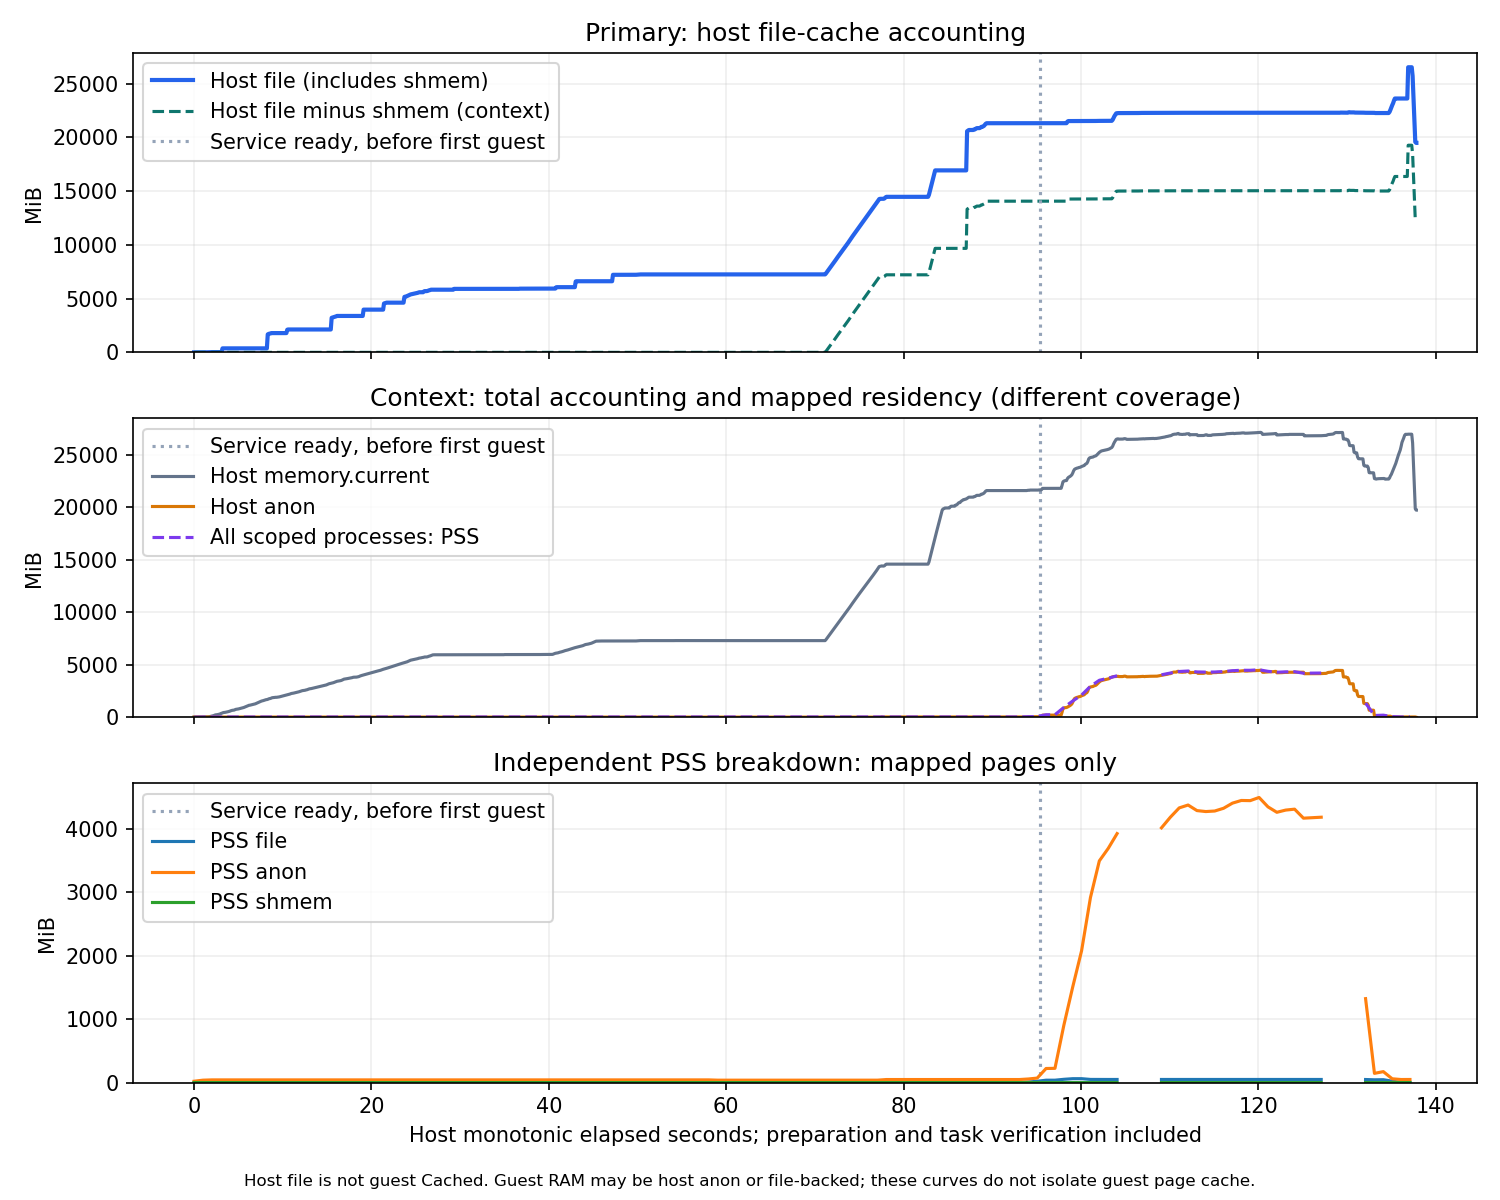 Primary: host file-cache accounting
Host file (includes shmem)
Host file minus shmem (context)
Service ready, before first guest
MiB
25000
20000
15000
10000
5000
0
Context: total accounting and mapped residency (different coverage)
Service ready, before first guest
Host memory.current
Host anon
All scoped processes: PSS
MiB
25000
20000
15000
10000
5000
0
Independent PSS breakdown: mapped pages only
Service ready, before first guest
PSS file
PSS anon
PSS shmem
MiB
4000
3000
2000
1000
0
0 20 40 60 80 100 120 140
Host monotonic elapsed seconds; preparation and task verification included
Host file is not guest Cached. Guest RAM may be host anon or file-backed; these curves do not isolate guest page cache.